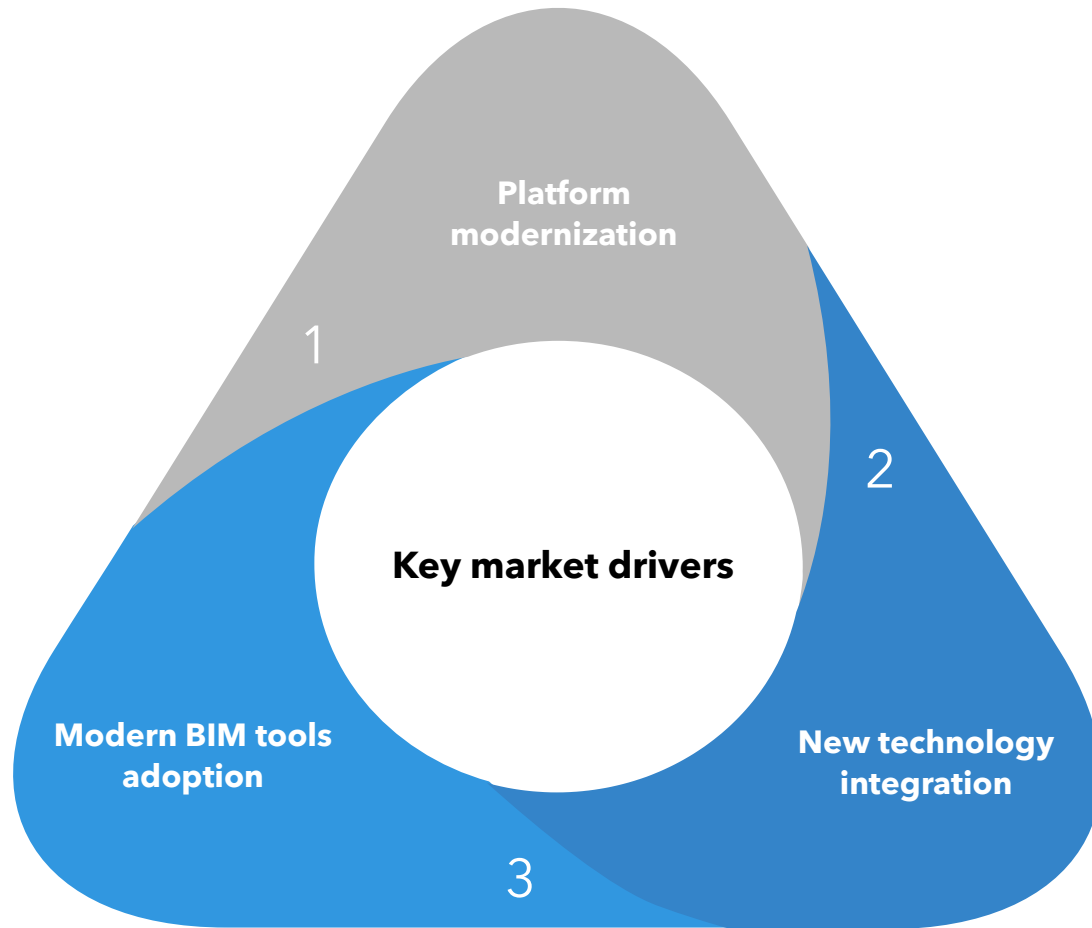 Platform
modernization
1
2
Key market drivers
Modern BIM tools
adoption
New technology
integration
3